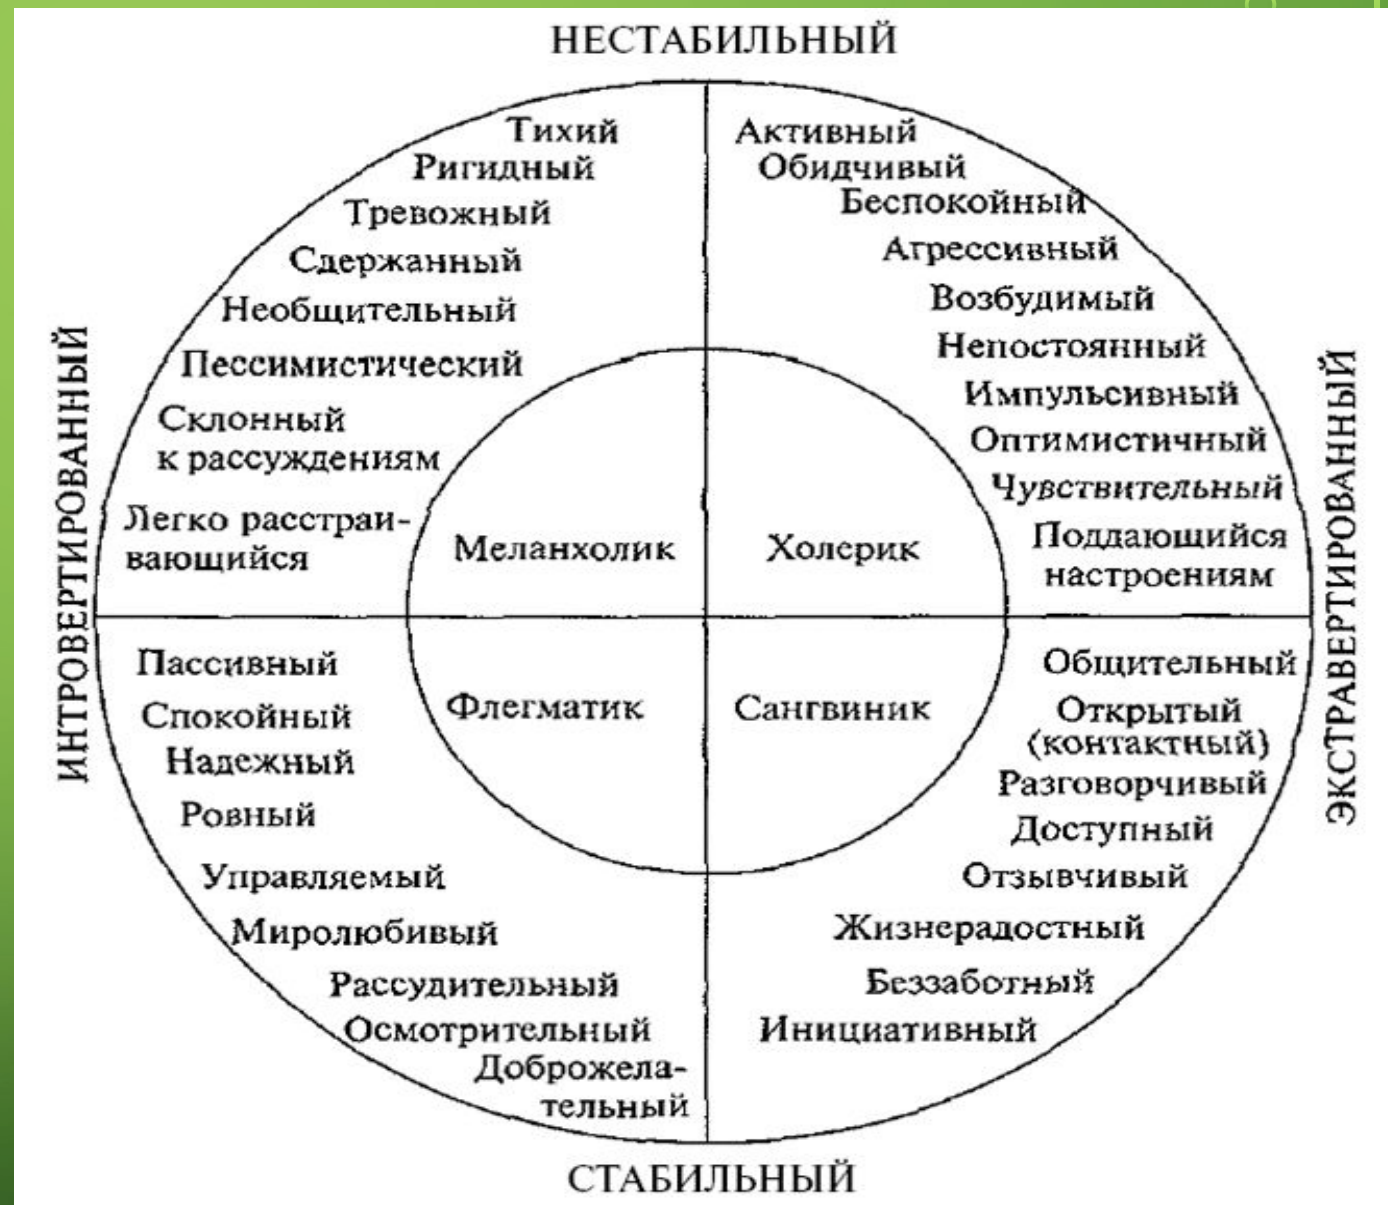 НЕСТАБИЛЬНЫЙ
Тихий
Ригидный
Тревожный
Сдержанный
Необщительный
Пессимистический
Склонный
к рассуждениям
Легко расстраи-
вающийся
Меланхолик
Активный
Обидчивый
Беспокойный
Агрессивный
Возбудимый
Непостоянный
Импульсивный
Оптимистичный
Чувствительный
Поддающийся
настроениям
Холерик
ИНТРОВЕРТИРОВАННЫЙ
ЭКСТРАВЕРТИРОВАННЫЙ
Пассивный
Спокойный
Надежный
Ровный
Управляемый
Миролюбивый
Рассудительный
Осмотрительный
Доброжела-
тельный
Флегматик
Сангвиник
Общительный
Открытый
(контактный)
Разговорчивый
Доступный
Отзывчивый
Жизнерадостный
Беззаботный
Инициативный
СТАБИЛЬНЫЙ